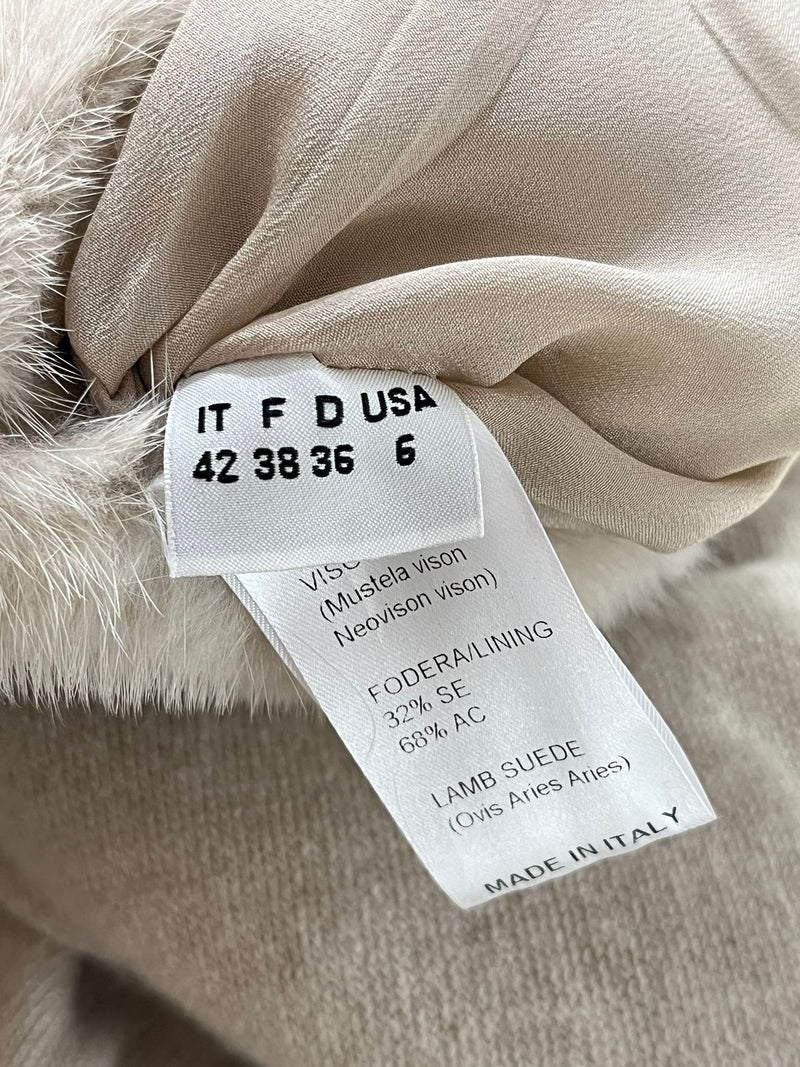 IT F D USA
42 38 36 6
(Mustela vison
Neovison vison)
FODERA/LINING
32% SE
68% AC
LAMB SUEDE
(Ovis Aries Aries)
MADE IN ITALY